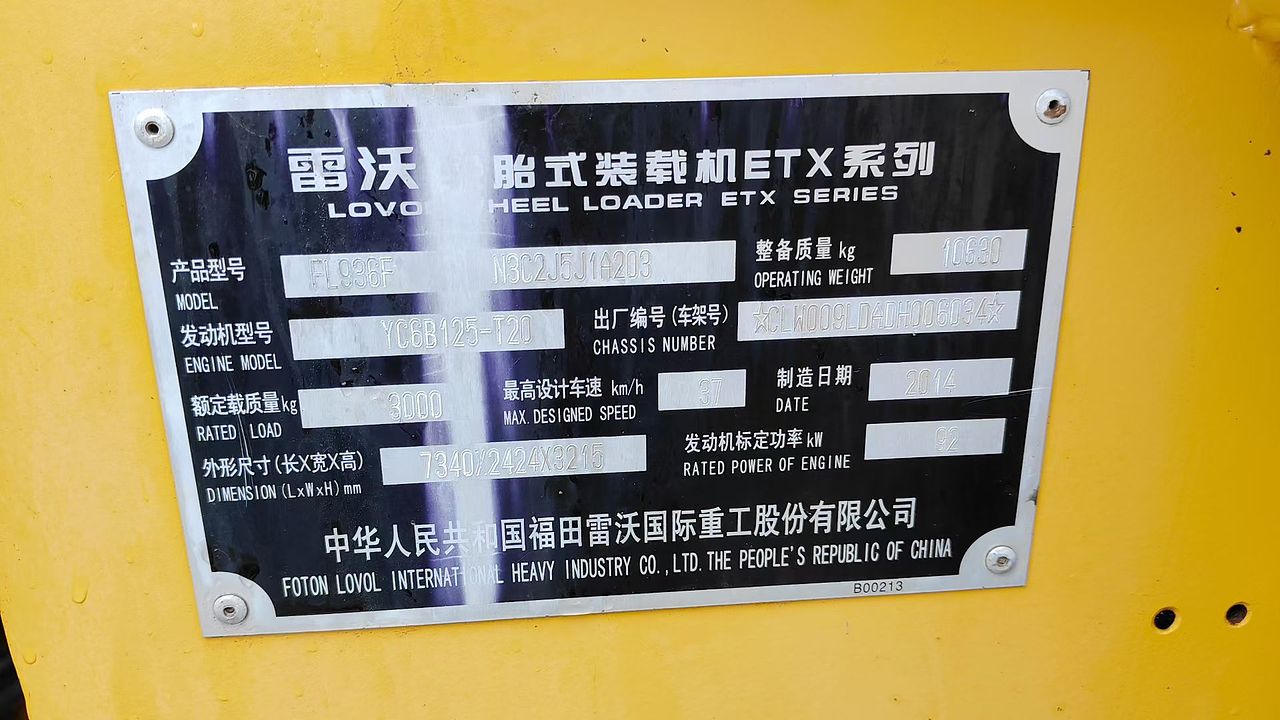 雷沃 胎式装载机ETX系列
LOVO HEEL LOADER ETX SERIES
产品型号 FL936F N3C2J5J1A203 整备质量 kg 10630
MODEL OPERATING WEIGHT
发动机型号 YC6B125-T20 出厂编号(车架号) ☆CLW009LDADH006034☆
ENGINE MODEL CHASSIS NUMBER
额定载质量kg 3000 最高设计车速 km/h 37 制造日期 2014
RATED LOAD MAX.DESIGNED SPEED DATE
外形尺寸(长X宽X高) 7340X2424X3215 发动机标定功率kW 92
DIMENSION(LxWxH)mm RATED POWER OF ENGINE
中华人民共和国福田雷沃国际重工股份有限公司
FOTON LOVOL INTERNATIONAL HEAVY INDUSTRY CO.,LTD.THE PEOPLE'S REPUBLIC OF CHINA
B00213